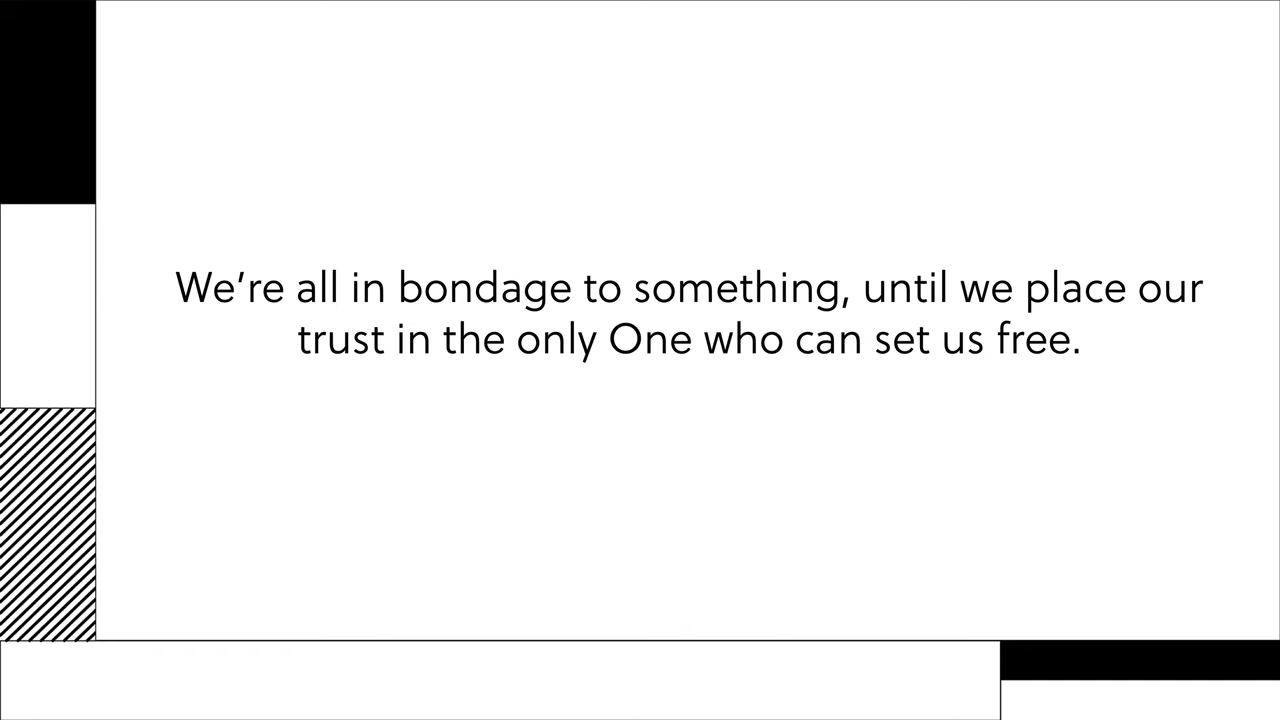 We’re all in bondage to something, until we place our
trust in the only One who can set us free.